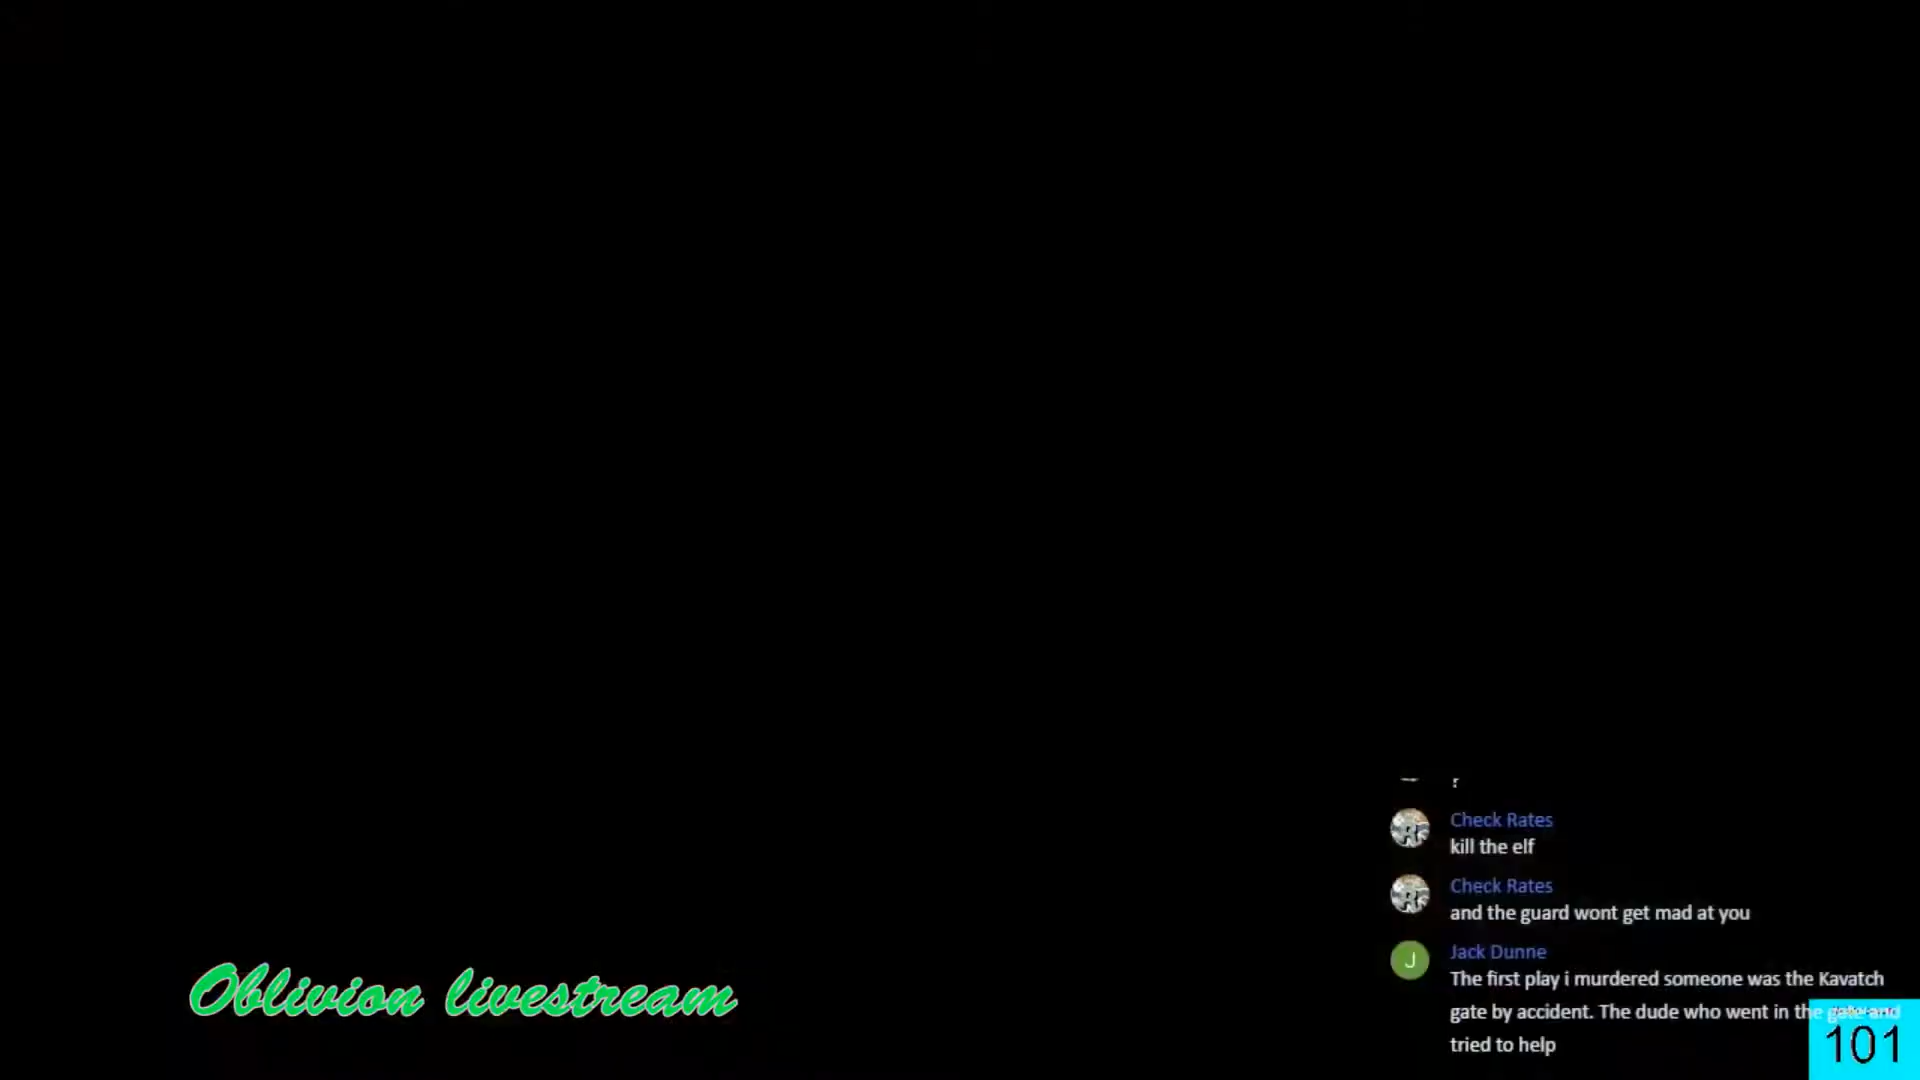 Check Rates
kill the elf
Check Rates
and the guard wont get mad at you
J
Jack Dunne
The first play i murdered someone was the Kavatch
gate by accident. The dude who went in the gate and
tried to help
Oblivion livestream
101